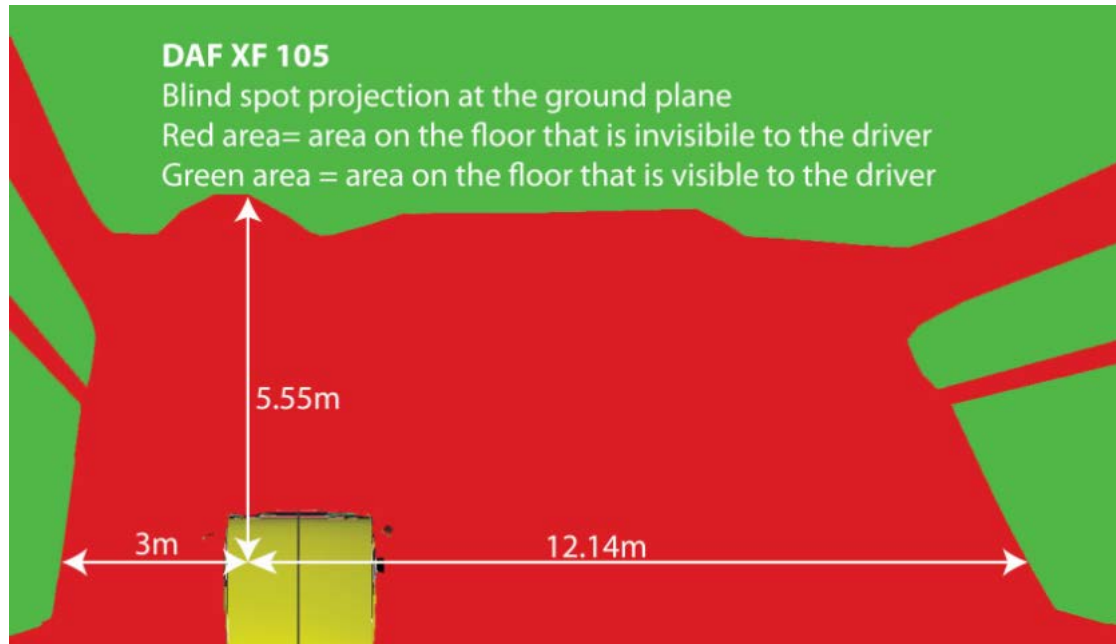 DAF XF 105
Blind spot projection at the ground plane
Red area= area on the floor that is invisibile to the driver
Green area = area on the floor that is visible to the driver
5.55m
3m
12.14m